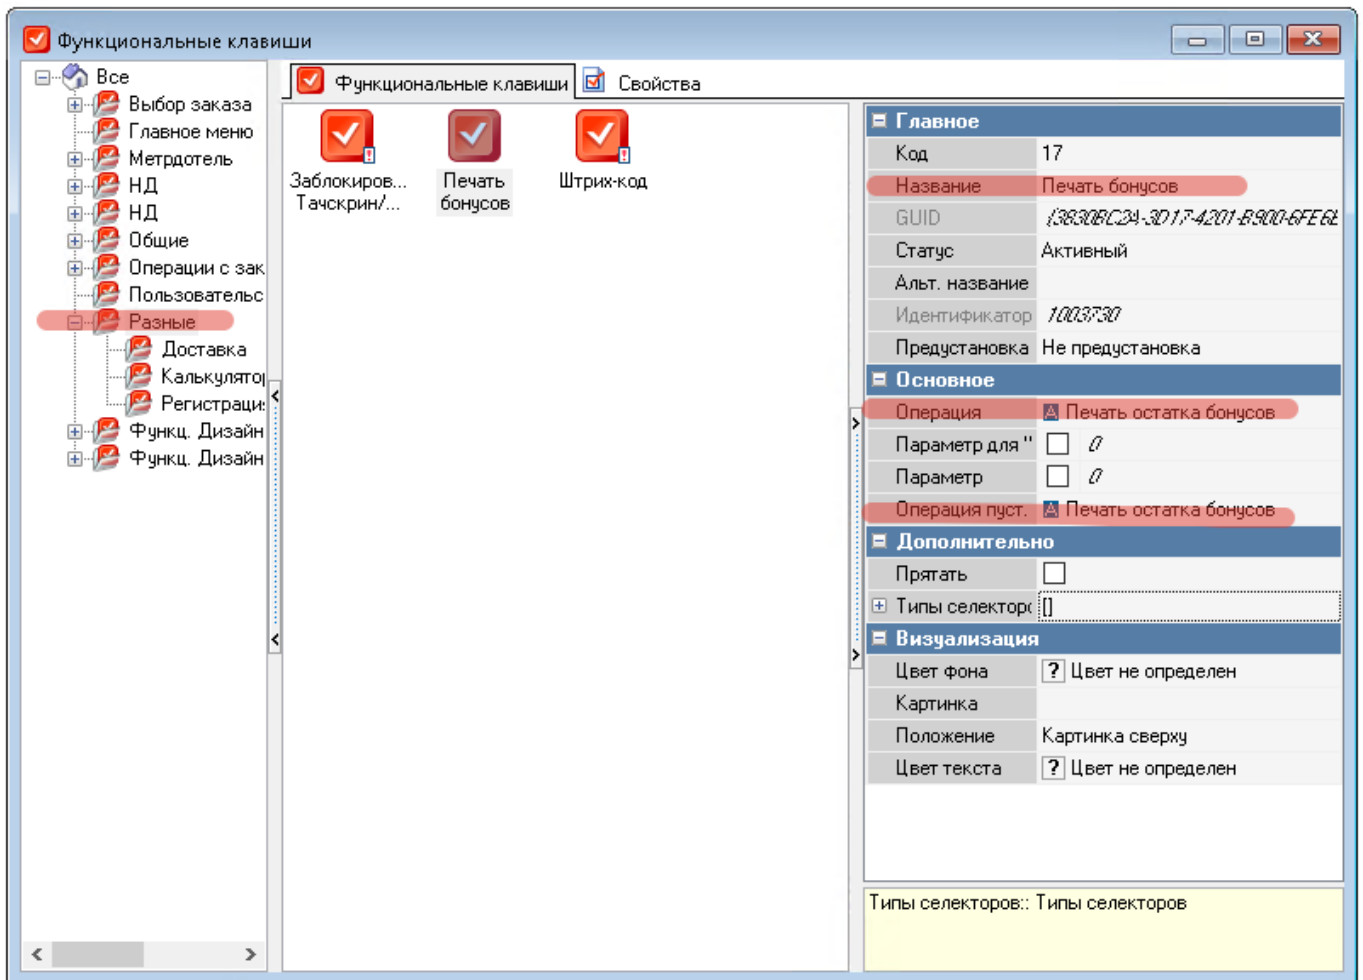 Функциональные клавиши
Все
Выбор заказа
Главное меню
Метрдотель
НД
НД
Общие
Операции с зак
Пользовательс
Разные
Доставка
Калькулятор
Регистраци
Функц. Дизайн
Функц. Дизайн
Функциональные клавиши Свойства
Заблокиров...
Тачскрин/...
Печать
бонусов
Штрих-код
Главное
Код 17
Название Печать бонусов
GUID
Статус Активный
Альт. название
Идентификатор 1003730
Предустановка Не предустановка
Основное
Операция Печать остатка бонусов
Параметр для " 0
Параметр 0
Операция пуст. Печать остатка бонусов
Дополнительно
Прятать
Типы селекторо []
Визуализация
Цвет фона ? Цвет не определен
Картинка
Положение Картинка сверху
Цвет текста ? Цвет не определен
Типы селекторов:: Типы селекторов